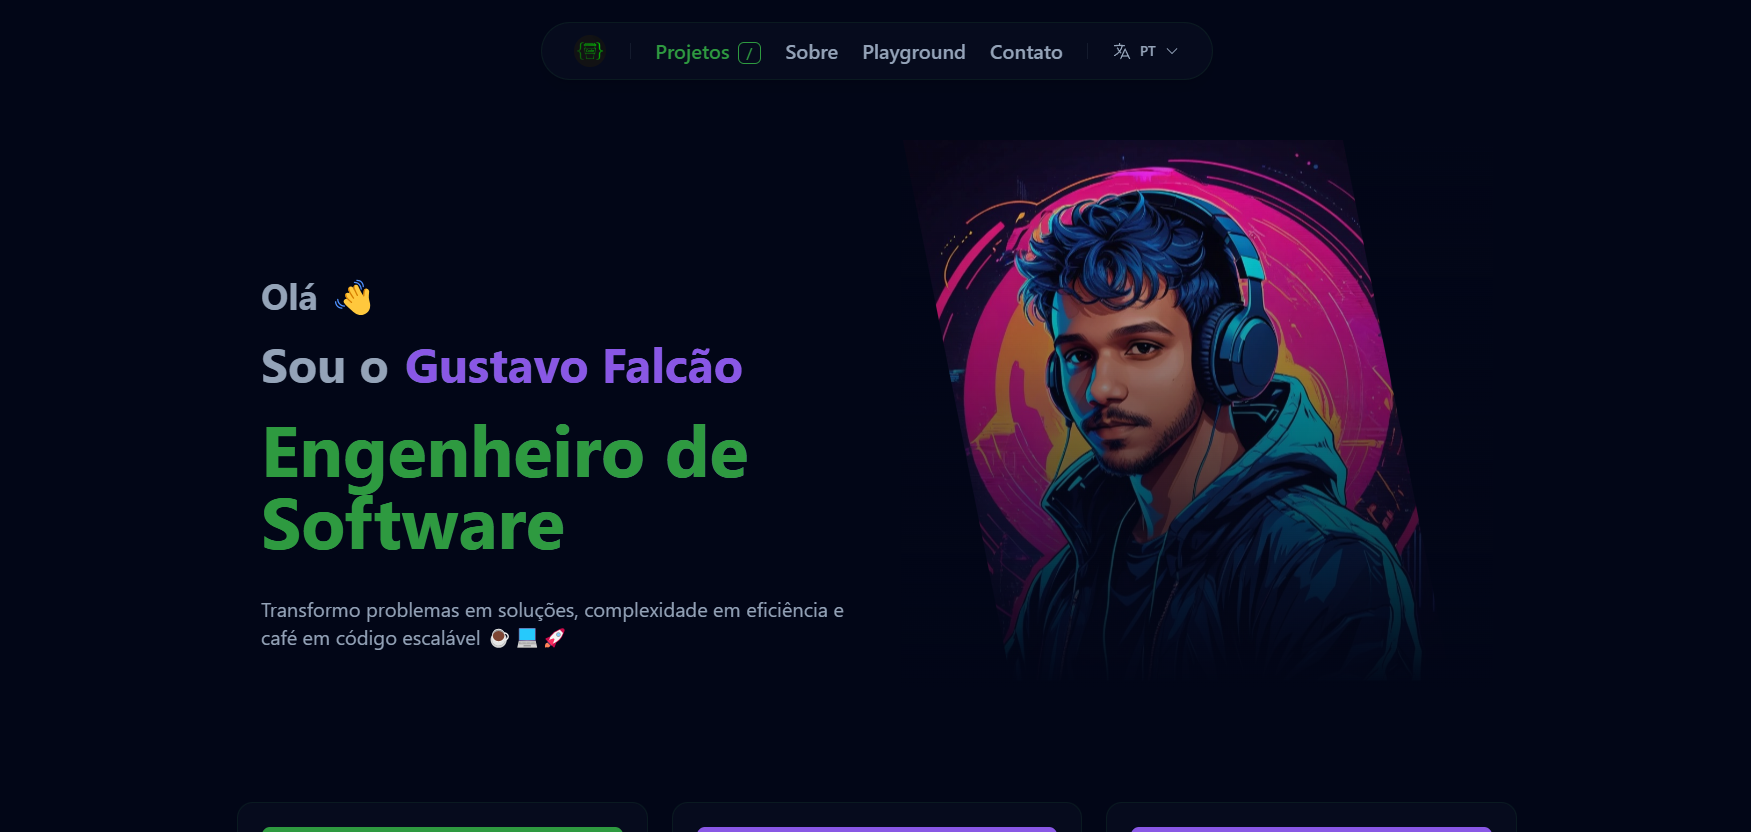 Projetos / Sobre Playground Contato PT
Olá 👋
Sou o Gustavo Falcão
Engenheiro de
Software
Transformo problemas em soluções, complexidade em eficiência e
café em código escalável ☕ 💻 🚀